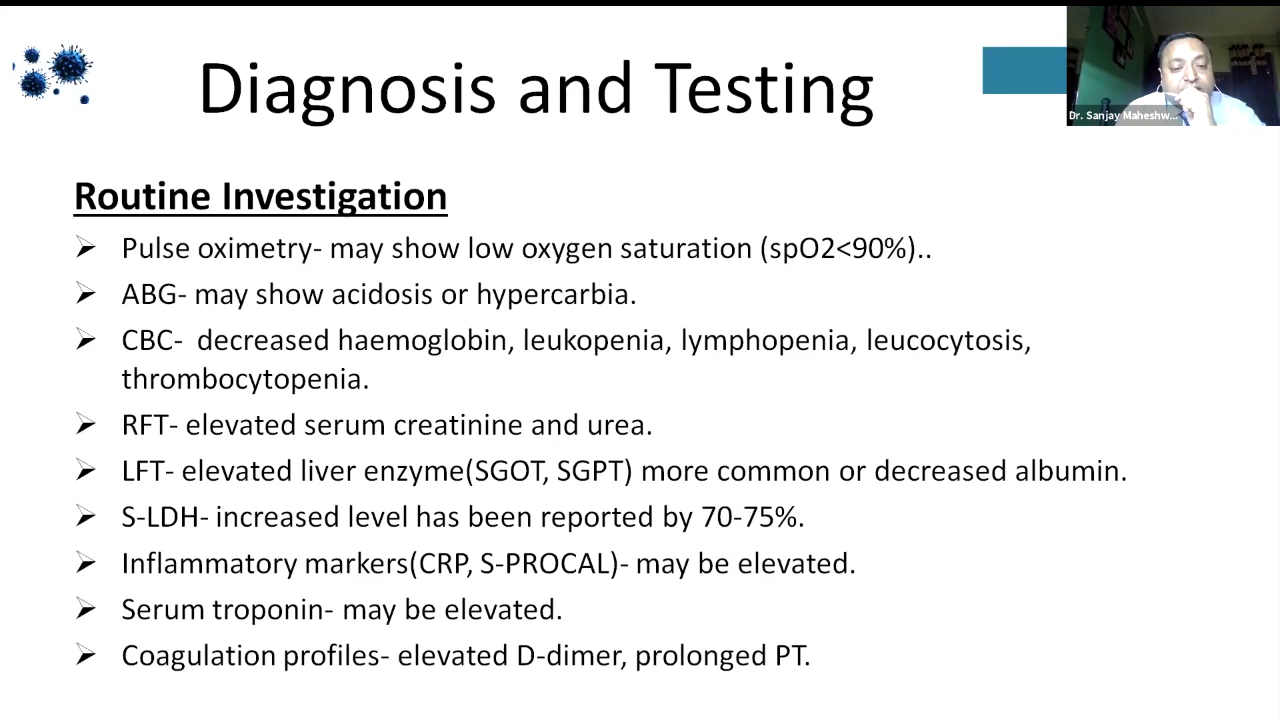 Diagnosis and Testing
Dr. Sanjay Maheshw...
Routine Investigation
➢ Pulse oximetry- may show low oxygen saturation (spO2<90%)..
➢ ABG- may show acidosis or hypercarbia.
➢ CBC-  decreased haemoglobin, leukopenia, lymphopenia, leucocytosis,
thrombocytopenia.
➢ RFT- elevated serum creatinine and urea.
➢ LFT- elevated liver enzyme(SGOT, SGPT) more common or decreased albumin.
➢ S-LDH- increased level has been reported by 70-75%.
➢ Inflammatory markers(CRP, S-PROCAL)- may be elevated.
➢ Serum troponin- may be elevated.
➢ Coagulation profiles- elevated D-dimer, prolonged PT.